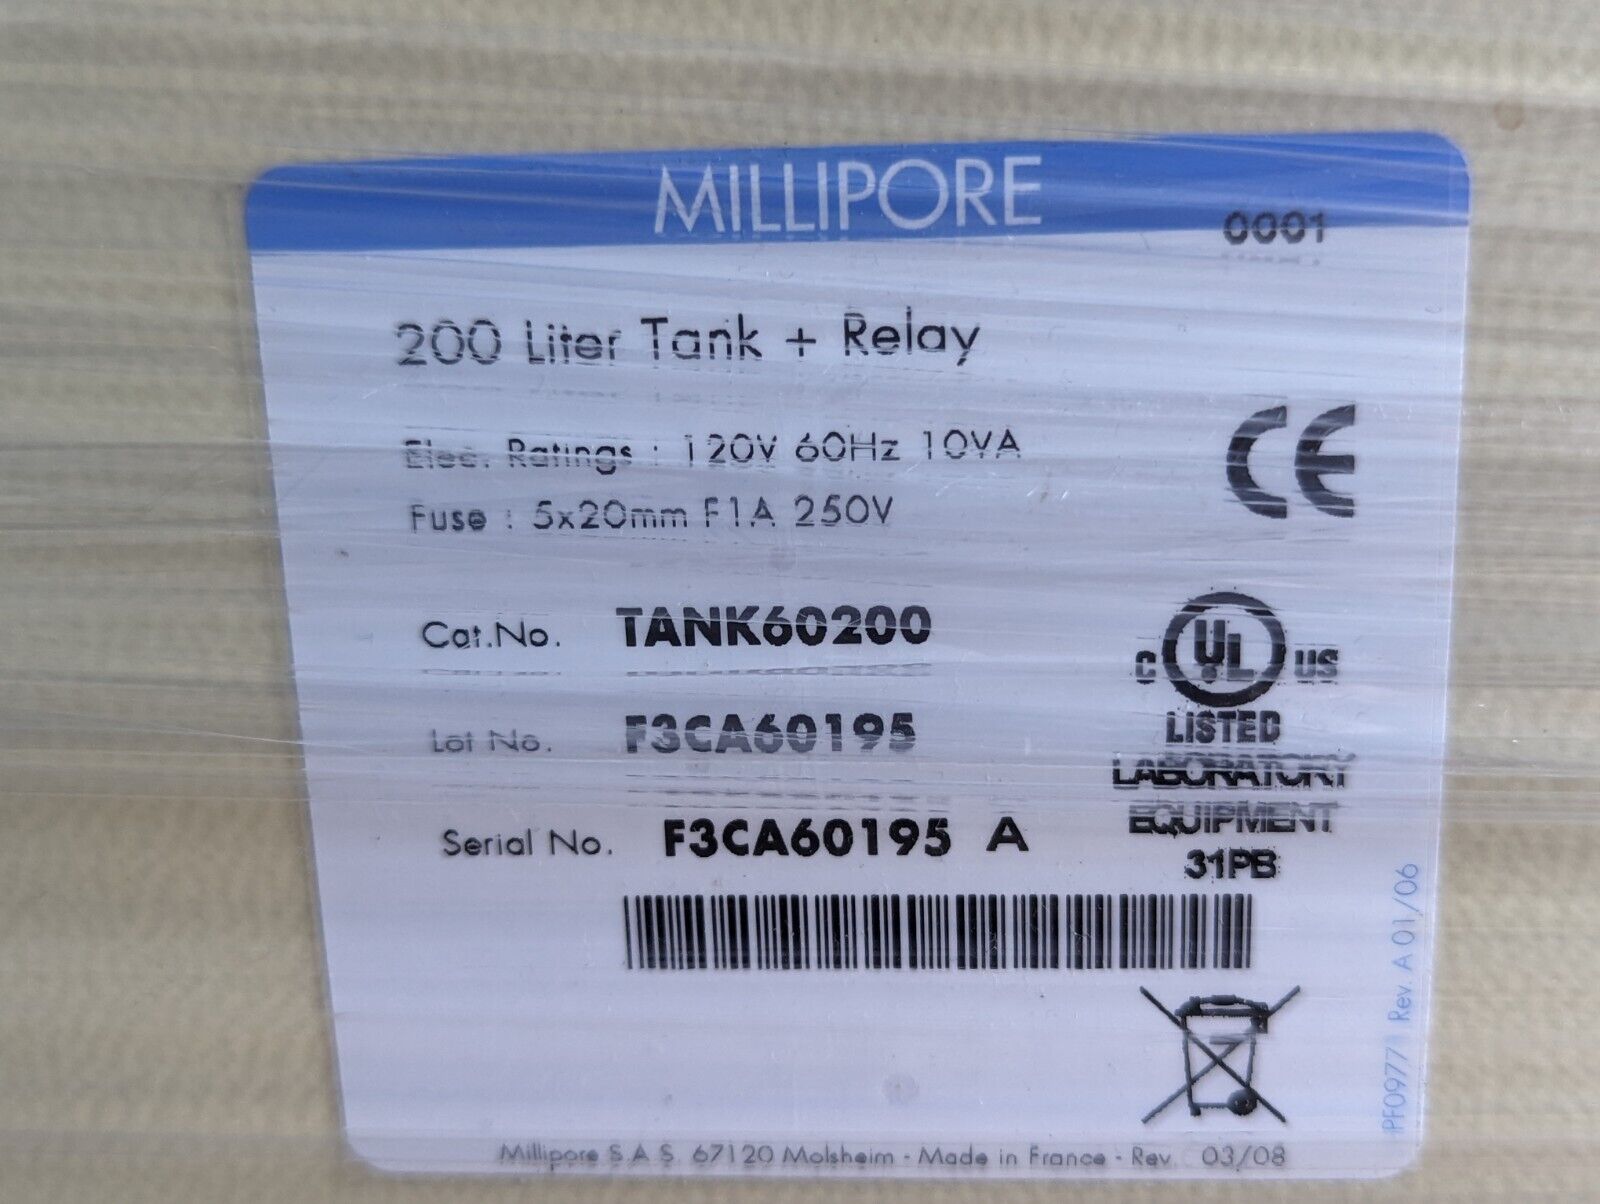 MILLIPORE
0001
200 Liter Tank + Relay
Elec. Ratings : 120V 60Hz 10VA
Fuse : 5x20mm F1A 250V
CE
Cat.No. TANK60200
Lot No. F3CA60195
Serial No. F3CA60195 A
C UL US
LISTED
LABORATORY
EQUIPMENT
31PB
PF09771 Rev. A 01/06
Millipore S.A.S. 67120 Molsheim - Made in France - Rev. C 03/08